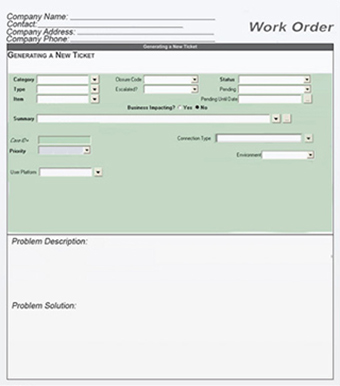 Company Name:
Contact:
Company Address:
Company Phone:
Work Order
Generating a New Ticket
GENERATING A NEW TICKET
Category Closure Code Status
Type Escalated? Pending
Item Pending Until Date
Business Impacting? Yes No
Summary
Case ID# Connection Type
Priority
Environment
User Platform
Problem Description:
Problem Solution: